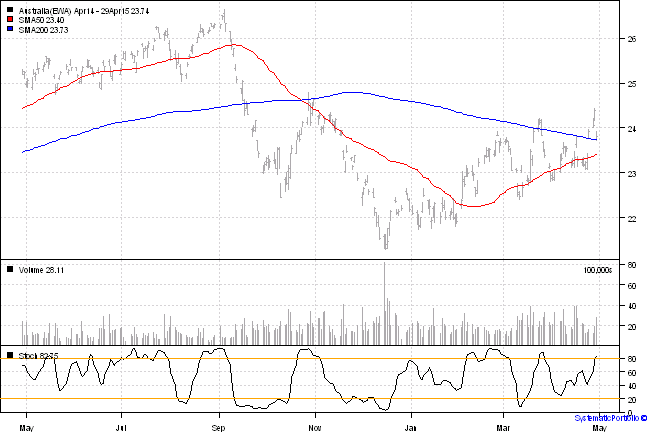 Australia(EWA) Apr14 - 29Apr15 23.74
SMA50 23.40
SMA200 23.73
26
25
24
23
22
Volume 28.11
100,000s
80
60
40
20
Stoch 82.75
80
60
40
20
0
May
Jul
Sep
Nov
Jan
Mar
May
SystematicPortfolio ©